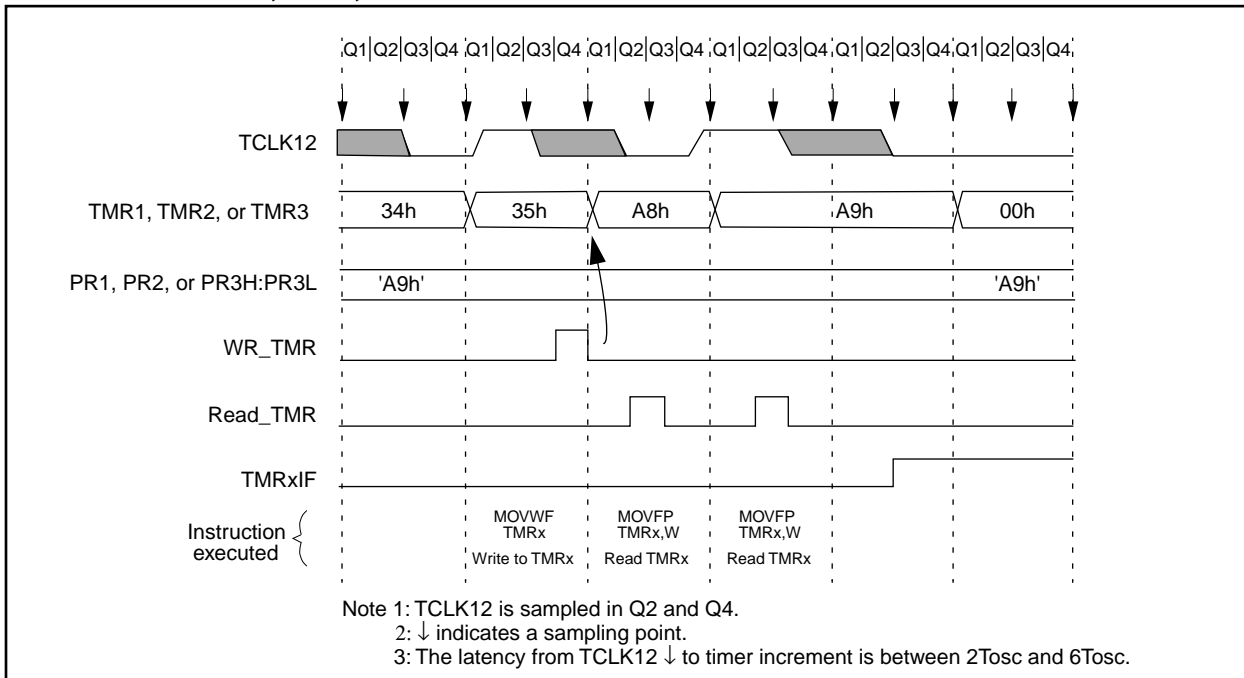 Q1 Q2 Q3 Q4 Q1 Q2 Q3 Q4 Q1 Q2 Q3 Q4 Q1 Q2 Q3 Q4 Q1 Q2 Q3 Q4 Q1 Q2 Q3 Q4
TCLK12
TMR1, TMR2, or TMR3 34h 35h A8h A9h 00h
PR1, PR2, or PR3H:PR3L 'A9h' 'A9h'
WR_TMR
Read_TMR
TMRxIF
Instruction
executed
MOVWF
TMRx
Write to TMRx
MOVFP
TMRx,W
Read TMRx
MOVFP
TMRx,W
Read TMRx
Note 1: TCLK12 is sampled in Q2 and Q4.
2: ↓ indicates a sampling point.
3: The latency from TCLK12 ↓ to timer increment is between 2Tosc and 6Tosc.